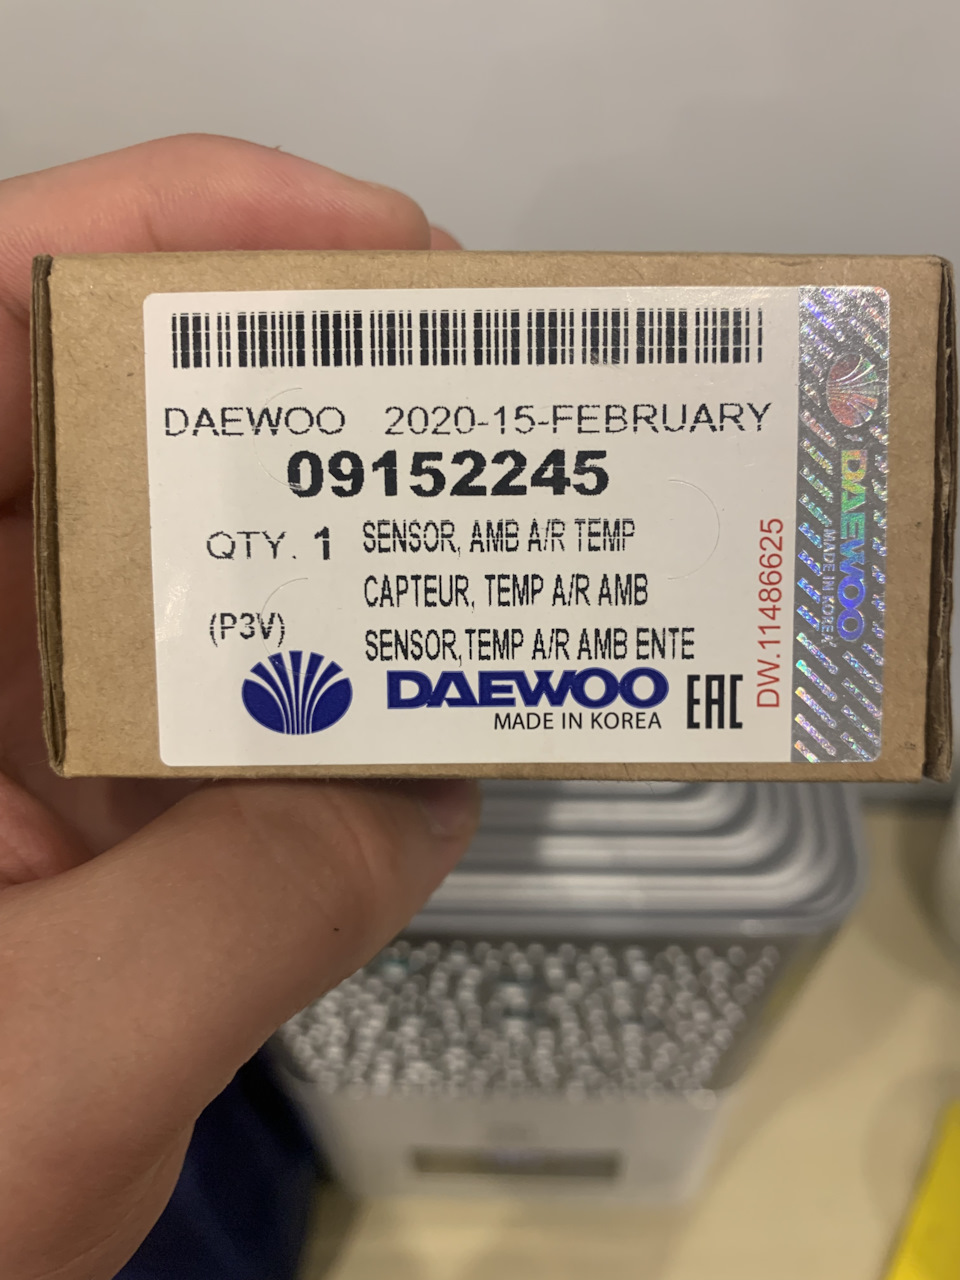 DAEWOO 2020-15-FEBRUARY
09152245
QTY. 1 SENSOR, AMB A/R TEMP
CAPTEUR, TEMP A/R AMB
(P3V) SENSOR,TEMP A/R AMB ENTE
DAEWOO
MADE IN KOREA
EAC
DW.11486625
DAEWOO
MADE IN KOREA